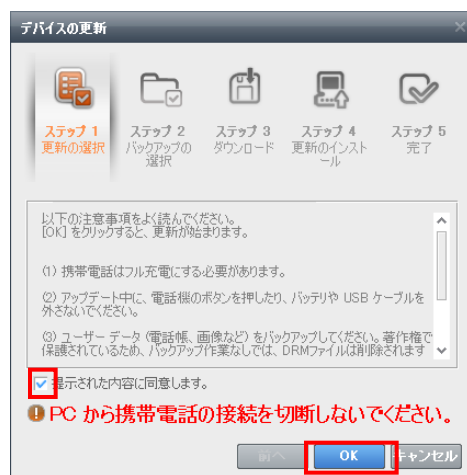 デバイスの更新
ステップ 1
更新の選択
ステップ 2
バックアップの
選択
ステップ 3
ダウンロード
ステップ 4
更新のインスト
ール
ステップ 5
完了
以下の注意事項をよく読んでください。
[OK] をクリックすると、更新が始まります。
(1) 携帯電話はフル充電にする必要があります。
(2) アップデート中に、電話機のボタンを押したり、バッテリや USB ケーブルを
外さないでください。
(3) ユーザー データ (電話帳、画像など) をバックアップしてください。著作権で
保護されているため、バックアップ作業なしでは、DRMファイルは削除されます
提示された内容に同意します。
PC から携帯電話の接続を切断しないでください。
前へ
OK
キャンセル